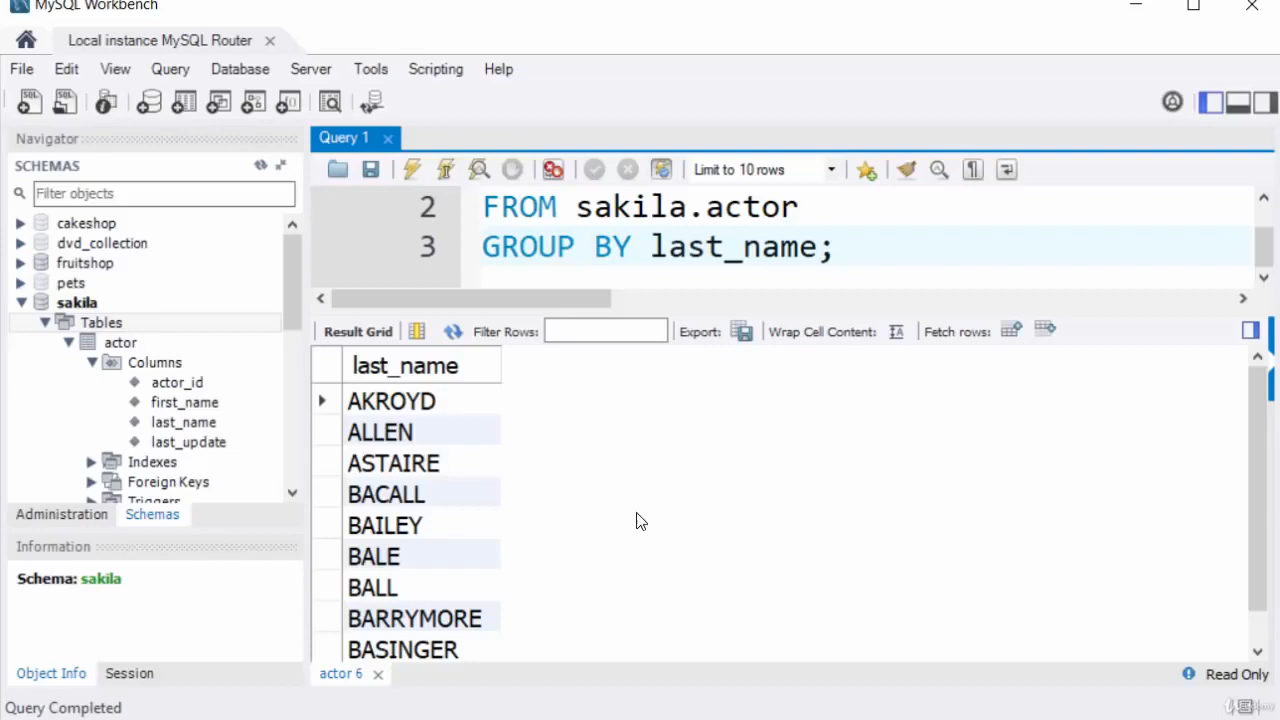 MySQL Workbench
Local instance MySQL Router
File Edit View Query Database Server Tools Scripting Help
Navigator
SCHEMAS
Filter objects
cakeshop
dvd_collection
fruitshop
pets
sakila
Tables
actor
Columns
actor_id
first_name
last_name
last_update
Indexes
Foreign Keys
Triggers
Administration Schemas
Information
Schema: sakila
Object Info Session
Query Completed
Query 1
Limit to 10 rows
2 FROM sakila.actor
3 GROUP BY last_name;
Result Grid Filter Rows: Export: Wrap Cell Content: Fetch rows:
last_name
AKROYD
ALLEN
ASTAIRE
BACALL
BAILEY
BALE
BALL
BARRYMORE
BASINGER
actor 6
Read Only